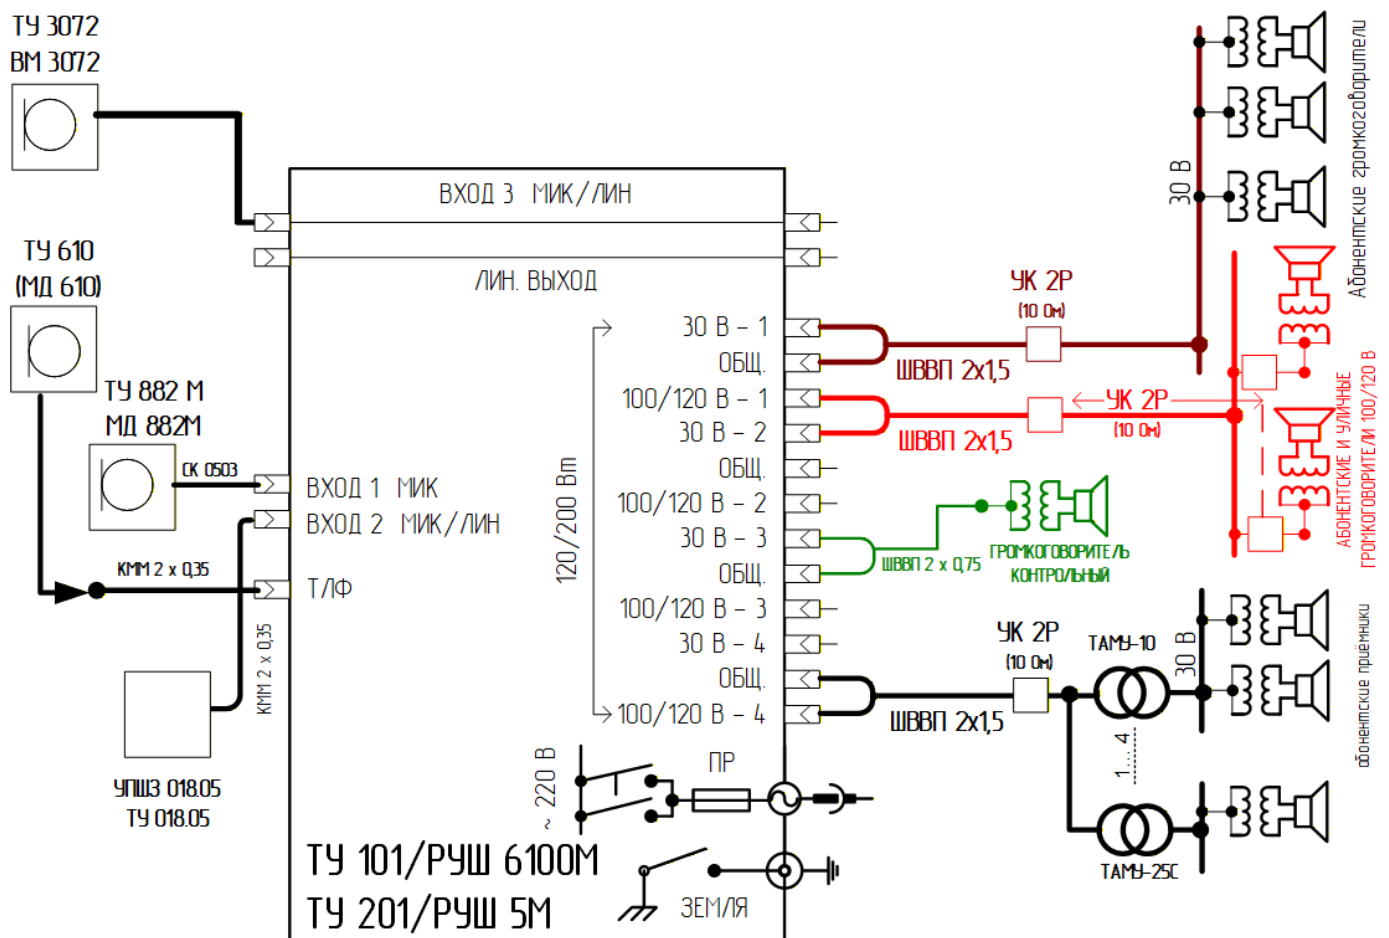 ТУ 3072
ВМ 3072
ТУ 610
(МД 610)
ТУ 882 М
МД 882М
СК 0503
КММ 2 х 0,35
КММ 2 х 0,35
УПШЗ 018.05
ТУ 018.05
ВХОД 3 МИК/ЛИН
ЛИН. ВЫХОД
ВХОД 1 МИК
ВХОД 2 МИК/ЛИН
Т/Ф
120/200 Вт
30 В - 1
ОБЩ.
100/120 В - 1
30 В - 2
ОБЩ.
100/120 В - 2
30 В - 3
ОБЩ.
100/120 В - 3
30 В - 4
ОБЩ.
100/120 В - 4
~ 220 В
ПР
ЗЕМЛЯ
ТУ 101/РУШ 6100М
ТУ 201/РУШ 5М
УК 2Р
(10 Ом)
ШВВП 2х1,5
30 В
Абонентские громкоговорители
УК 2Р
(10 Ом)
ШВВП 2х1,5
АБОНЕНТСКИЕ И УЛИЧНЫЕ
ГРОМКОГОВОРИТЕЛИ 100/120 В
ШВВП 2 х 0,75
ГРОМКОГОВОРИТЕЛЬ
КОНТРОЛЬНЫЙ
УК 2Р
(10 Ом)
ШВВП 2х1,5
ТАМУ-10
30 В
1... 4
ТАМУ-25С
абонентские приёмники